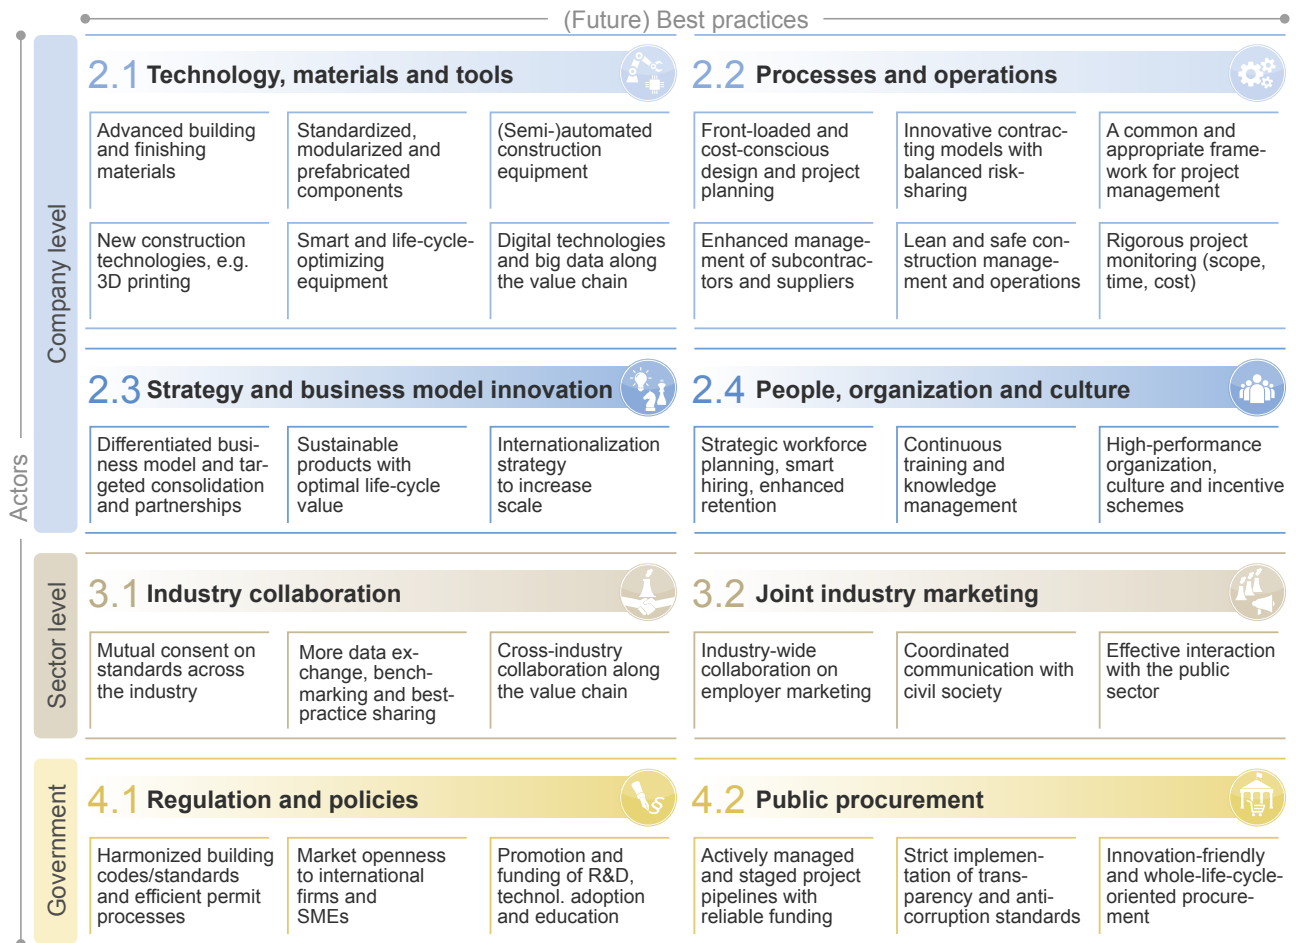 (Future) Best practices
Actors
Company level
2.1 Technology, materials and tools
Advanced building
and finishing
materials
Standardized,
modularized and
prefabricated
components
(Semi-)automated
construction
equipment
New construction
technologies, e.g.
3D printing
Smart and life-cycle-
optimizing
equipment
Digital technologies
and big data along
the value chain
2.2 Processes and operations
Front-loaded and
cost-conscious
design and project
planning
Innovative contrac-
ting models with
balanced risk-
sharing
A common and
appropriate frame-
work for project
management
Enhanced manage-
ment of subcontrac-
tors and suppliers
Lean and safe con-
struction manage-
ment and operations
Rigorous project
monitoring (scope,
time, cost)
2.3 Strategy and business model innovation
Differentiated busi-
ness model and tar-
geted consolidation
and partnerships
Sustainable
products with
optimal life-cycle
value
Internationalization
strategy
to increase
scale
2.4 People, organization and culture
Strategic workforce
planning, smart
hiring, enhanced
retention
Continuous
training and
knowledge
management
High-performance
organization,
culture and incentive
schemes
Sector level
3.1 Industry collaboration
Mutual consent on
standards across
the industry
More data ex-
change, bench-
marking and best-
practice sharing
Cross-industry
collaboration along
the value chain
3.2 Joint industry marketing
Industry-wide
collaboration on
employer marketing
Coordinated
communication with
civil society
Effective interaction
with the public
sector
Government
4.1 Regulation and policies
Harmonized building
codes/standards
and efficient permit
processes
Market openness
to international
firms and
SMEs
Promotion and
funding of R&D,
technol. adoption
and education
4.2 Public procurement
Actively managed
and staged project
pipelines with
reliable funding
Strict implemen-
tation of trans-
parency and anti-
corruption standards
Innovation-friendly
and whole-life-cycle-
oriented procure-
ment